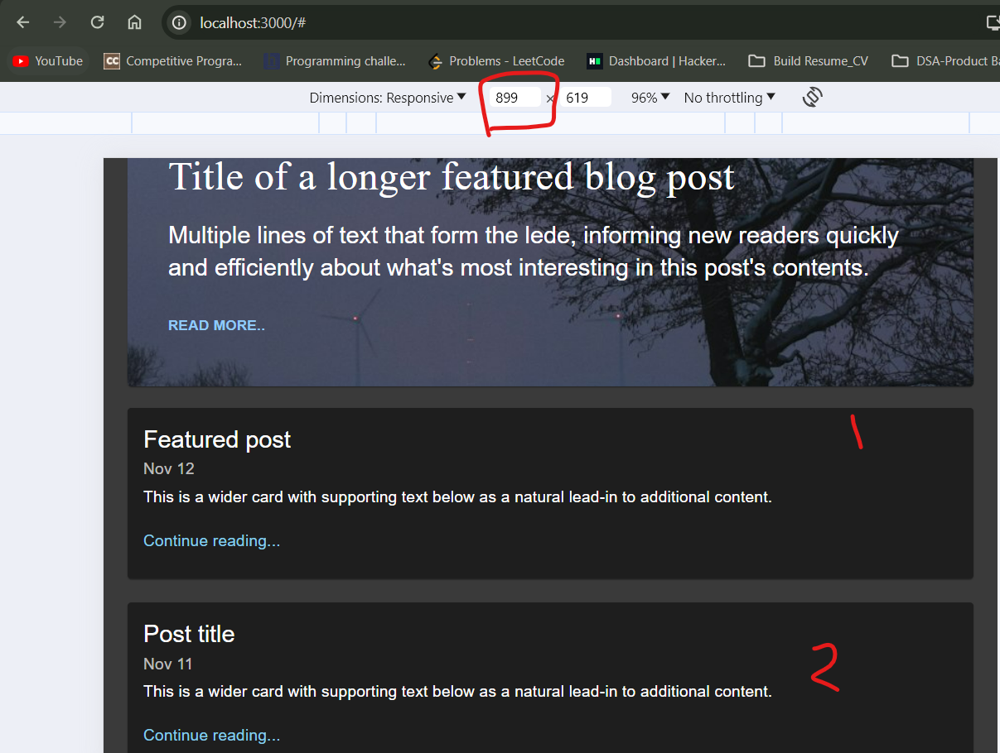 localhost:3000/#
YouTube CC Competitive Progra... Programming challe... Problems - LeetCode H Dashboard | Hacker... Build Resume_CV DSA-Product Ba
Dimensions: Responsive 899 × 619 96% No throttling
Title of a longer featured blog post
Multiple lines of text that form the lede, informing new readers quickly
and efficiently about what's most interesting in this post's contents.
READ MORE..
Featured post
1
Nov 12
This is a wider card with supporting text below as a natural lead-in to additional content.
Continue reading...
Post title
Nov 11
2
This is a wider card with supporting text below as a natural lead-in to additional content.
Continue reading...